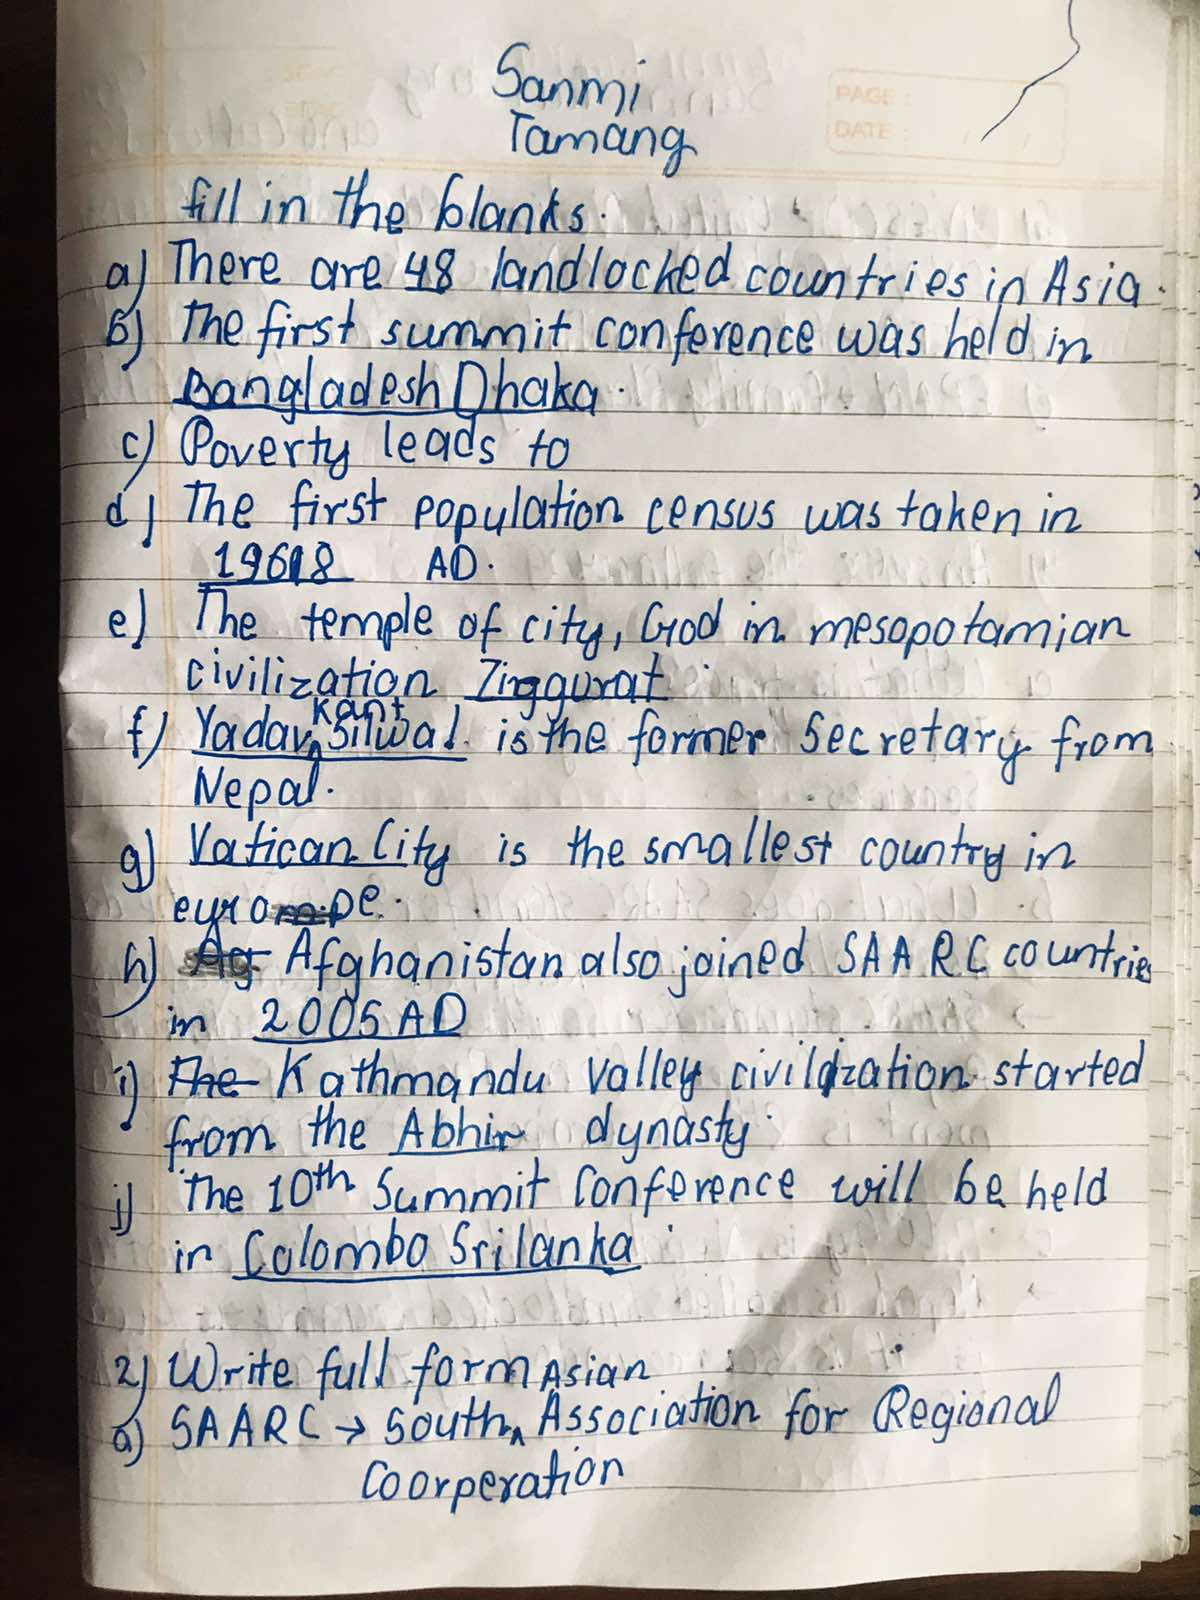 Sanmi
Tamang
PAGE :
DATE :
fill in the blanks.
a) There are 48 landlocked countries in Asia.
b) The first summit conference was held in
Bangladesh Dhaka.
c) Poverty leads to
d) The first population census was taken in
AD.
e) The temple of city, God in mesopotamian
civilization Zinggurat
f) Yadav Kant Silwal is the former Secretary from
Nepal.
g) Vatican City is the smallest country in
europe.
h) Ag Afghanistan also joined SAARC countries
in 2005 AD
i) The Kathmandu valley civilization started
from the Abhir dynasty.
j) The 10th Summit Conference will be held
in Colombo Srilanka.
2) Write full form
a) SAARC → South Asian Association for Regional
Coorperation